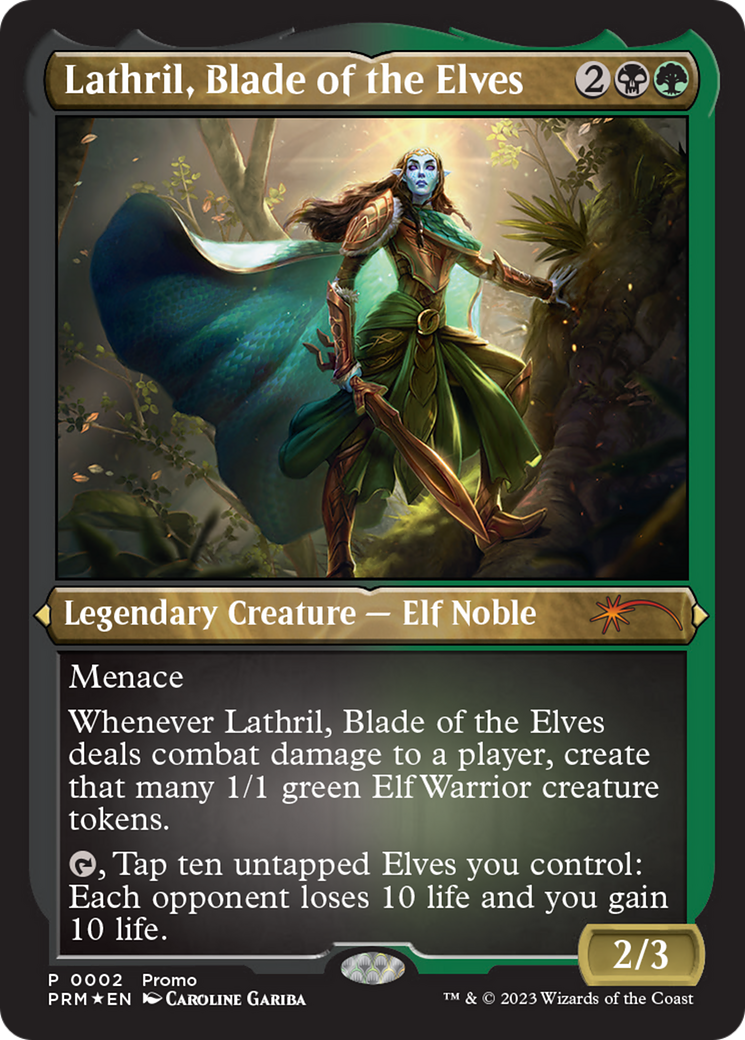 Lathril, Blade of the Elves 2
Legendary Creature — Elf Noble
Menace
Whenever Lathril, Blade of the Elves
deals combat damage to a player, create
that many 1/1 green Elf Warrior creature
tokens.
, Tap ten untapped Elves you control:
Each opponent loses 10 life and you gain
10 life.
2/3
P 0002 Promo
PRM★EN CAROLINE GARIBA
™ & © 2023 Wizards of the Coast